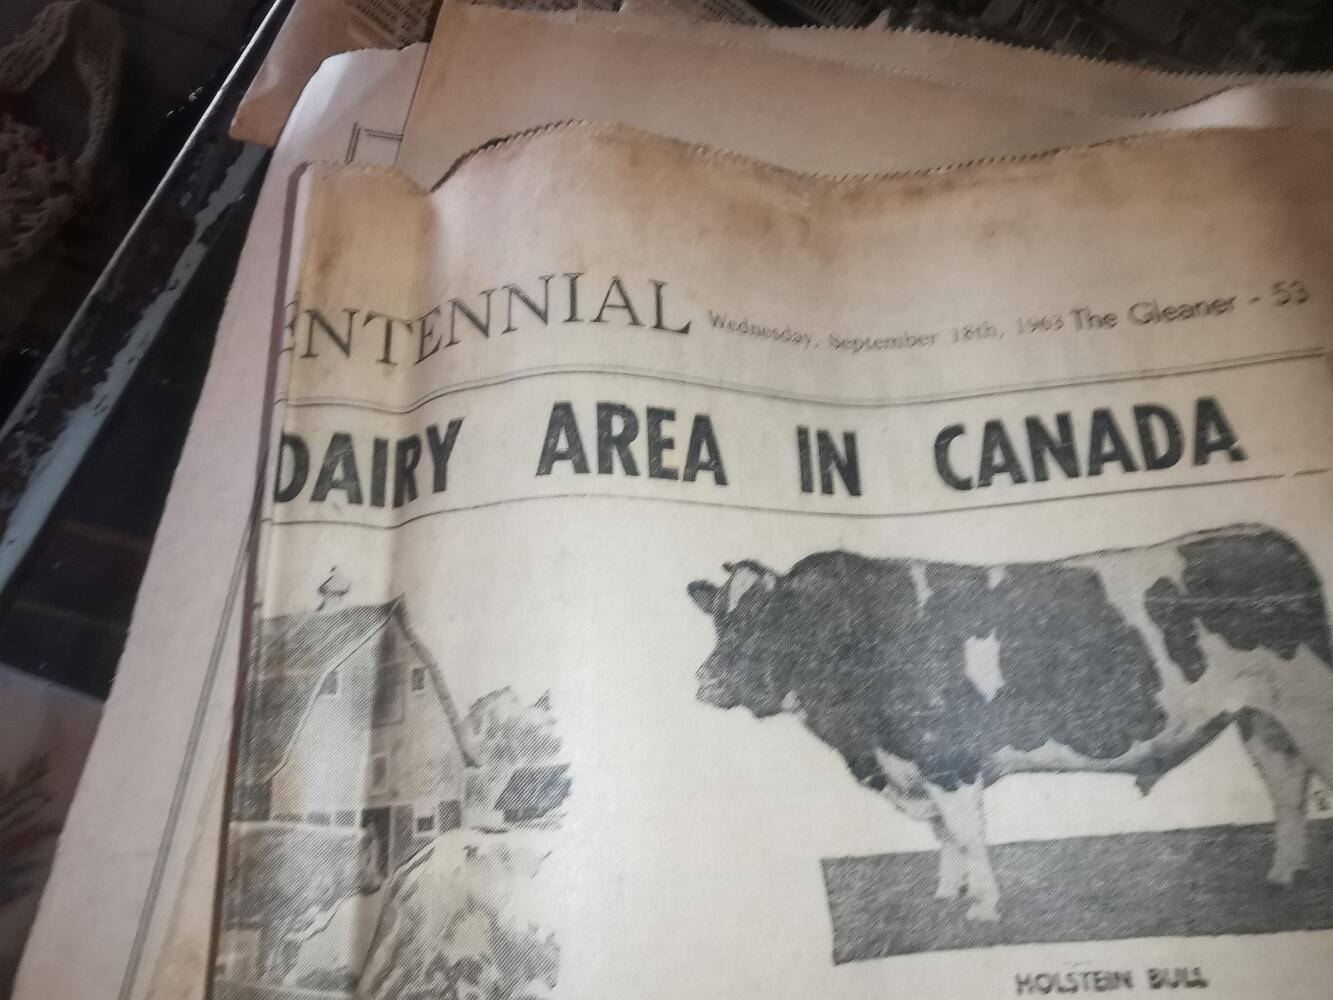 ENTENNIAL Wednesday, September 18th, 1963 The Gleaner - 53
DAIRY AREA IN CANADA
HOLSTEIN BULL